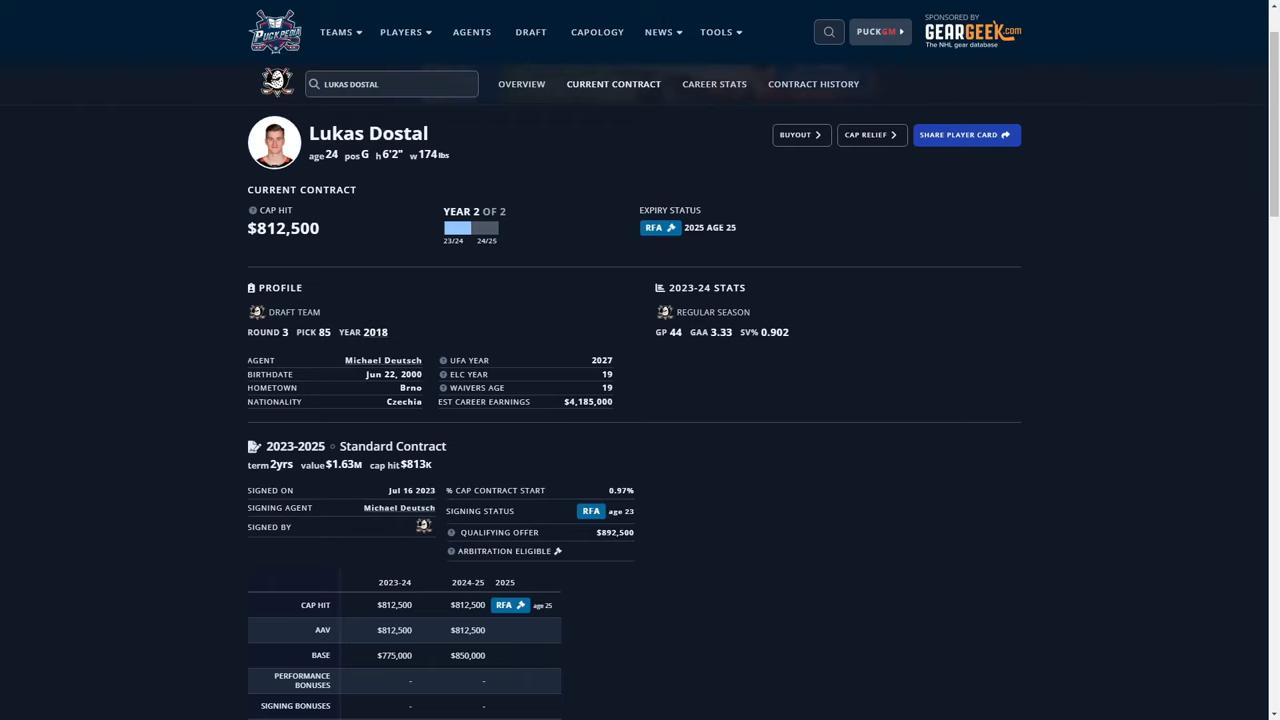 PUCKPEDIA
TEAMS
PLAYERS
AGENTS
DRAFT
CAPOLOGY
NEWS
TOOLS
PUCKGM
SPONSORED BY
GEARGEEK.com
The NHL gear database
LUKAS DOSTAL
OVERVIEW
CURRENT CONTRACT
CAREER STATS
CONTRACT HISTORY
Lukas Dostal
age 24 pos G h 6'2" w 174 lbs
BUYOUT
CAP RELIEF
SHARE PLAYER CARD
CURRENT CONTRACT
CAP HIT
$812,500
YEAR 2 OF 2
23/24 24/25
EXPIRY STATUS
RFA 2025 AGE 25
PROFILE
DRAFT TEAM
ROUND 3 PICK 85 YEAR 2018
AGENT Michael Deutsch
BIRTHDATE Jun 22, 2000
HOMETOWN Brno
NATIONALITY Czechia
UFA YEAR 2027
ELC YEAR 19
WAIVERS AGE 19
EST CAREER EARNINGS $4,185,000
2023-24 STATS
REGULAR SEASON
GP 44 GAA 3.33 SV% 0.902
2023-2025 Standard Contract
term 2yrs value $1.63M cap hit $813K
SIGNED ON Jul 16 2023
SIGNING AGENT Michael Deutsch
SIGNED BY
% CAP CONTRACT START 0.97%
SIGNING STATUS RFA age 23
QUALIFYING OFFER $892,500
ARBITRATION ELIGIBLE
2023-24 2024-25 2025
CAP HIT $812,500 $812,500 RFA age 25
AAV $812,500 $812,500
BASE $775,000 $850,000
PERFORMANCE
BONUSES - -
SIGNING BONUSES - -